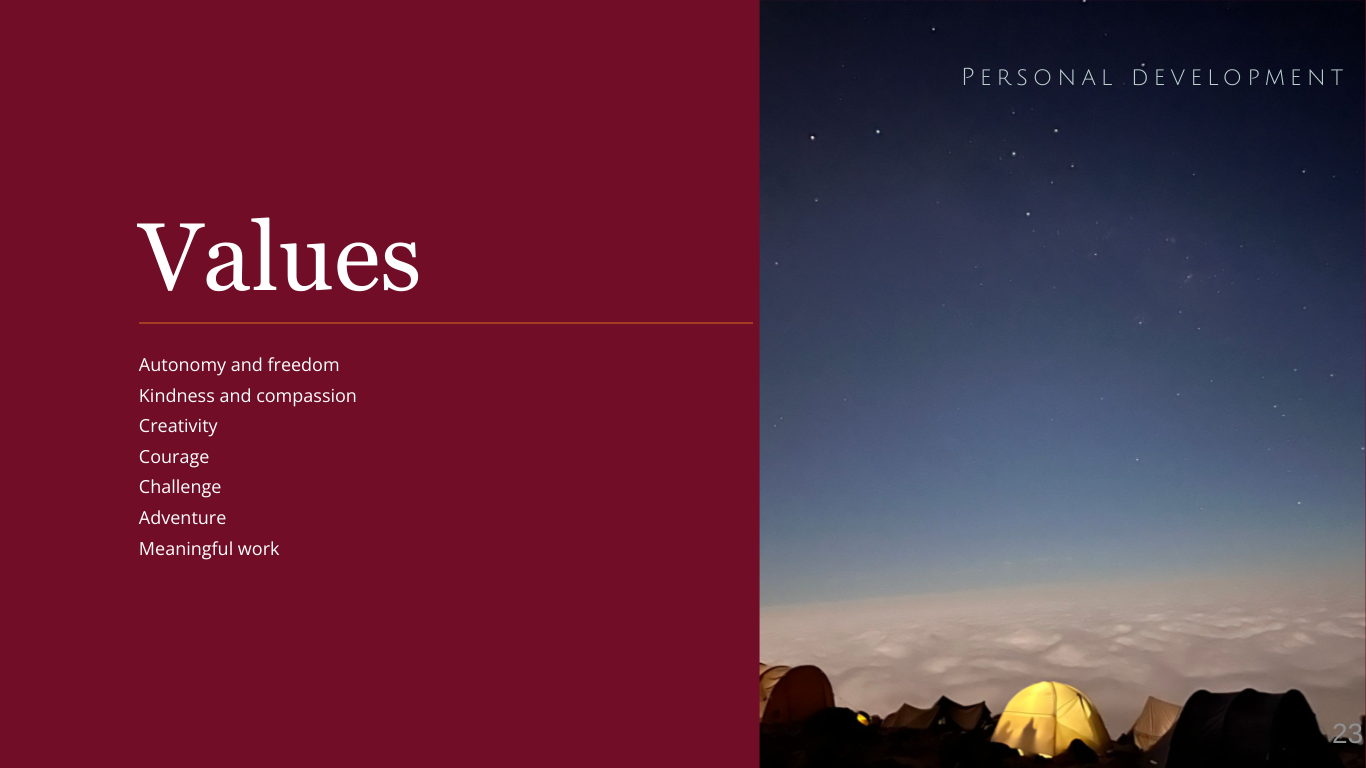 Personal development
Values
Autonomy and freedom
Kindness and compassion
Creativity
Courage
Challenge
Adventure
Meaningful work
23